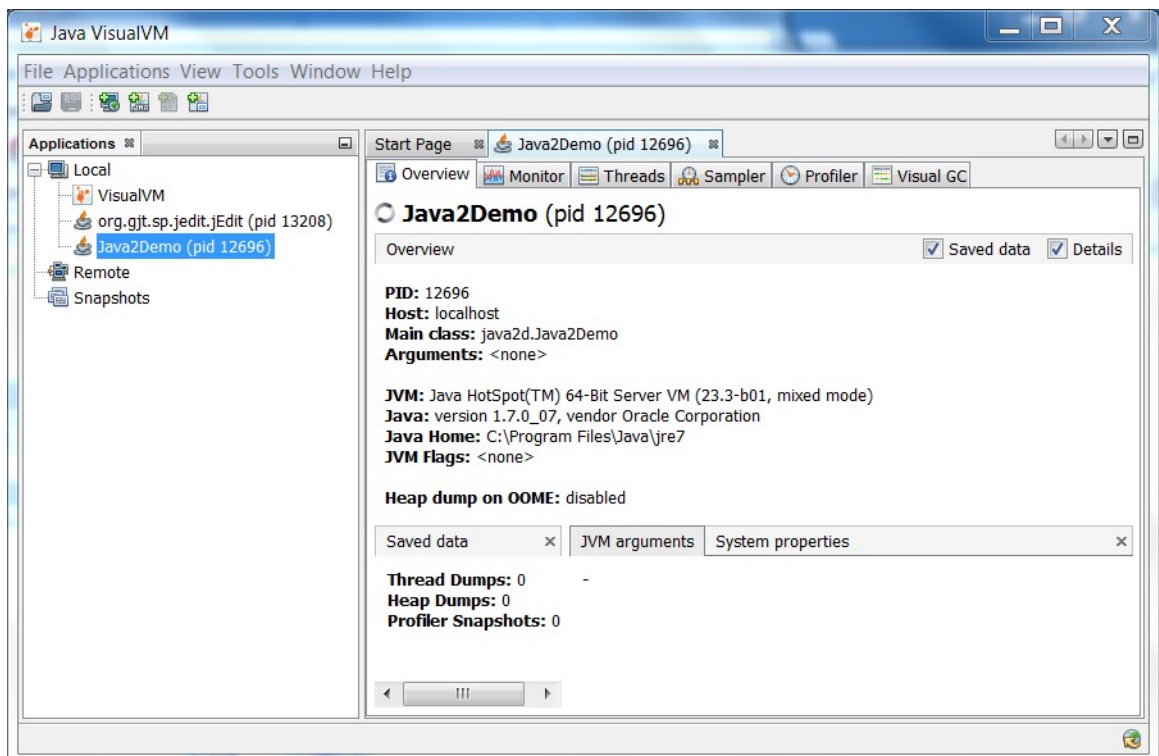 Java VisualVM
File Applications View Tools Window Help
Applications
Local
VisualVM
org.gjt.sp.jedit.jEdit (pid 13208)
Java2Demo (pid 12696)
Remote
Snapshots
Start Page Java2Demo (pid 12696)
Overview Monitor Threads Sampler Profiler Visual GC
Java2Demo (pid 12696)
Overview Saved data Details
PID: 12696
Host: localhost
Main class: java2d.Java2Demo
Arguments: <none>
JVM: Java HotSpot(TM) 64-Bit Server VM (23.3-b01, mixed mode)
Java: version 1.7.0_07, vendor Oracle Corporation
Java Home: C:\Program Files\Java\jre7
JVM Flags: <none>
Heap dump on OOME: disabled
Saved data JVM arguments System properties
Thread Dumps: 0 -
Heap Dumps: 0
Profiler Snapshots: 0